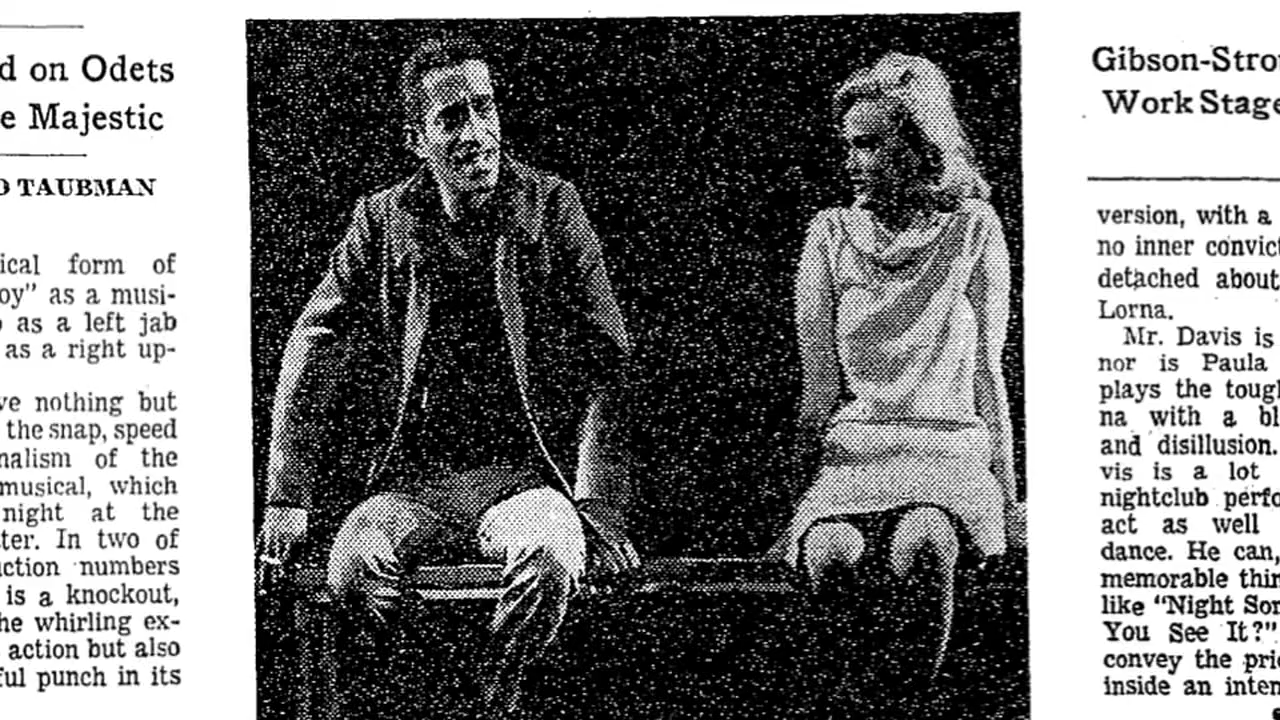 d on Odets
e Majestic
D TAUBMAN
ical form of
oy" as a musi-
as a left jab
as a right up-
ve nothing but
the snap, speed
nalism of the
musical, which
night at the
ter. In two of
ction numbers
is a knockout,
he whirling ex-
action but also
ful punch in its
Gibson-Stro
Work Stage
version, with a
no inner convic
detached about
Lorna.
Mr. Davis is
nor is Paula
plays the tough
na with a bl
and disillusion.
vis is a lot
nightclub perfo
act as well
dance. He can,
memorable thin
like "Night Son
You See It?"
convey the pri
inside an inten